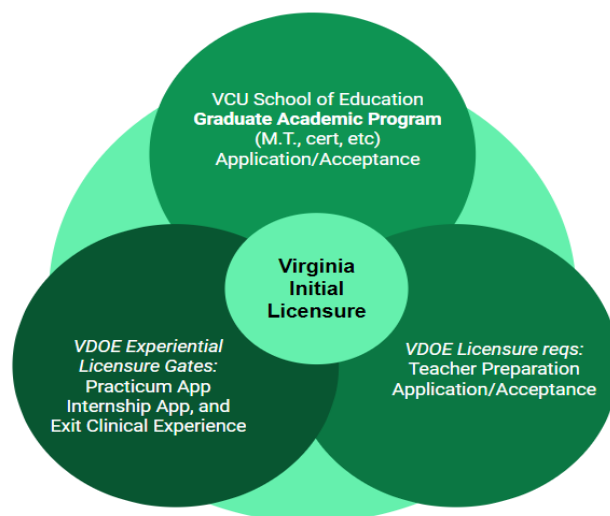 VCU School of Education
Graduate Academic Program
(M.T., cert, etc)
Application/Acceptance
Virginia
Initial
Licensure
VDOE Experiential
Licensure Gates:
Practicum App
Internship App, and
Exit Clinical Experience
VDOE Licensure reqs:
Teacher Preparation
Application/Acceptance